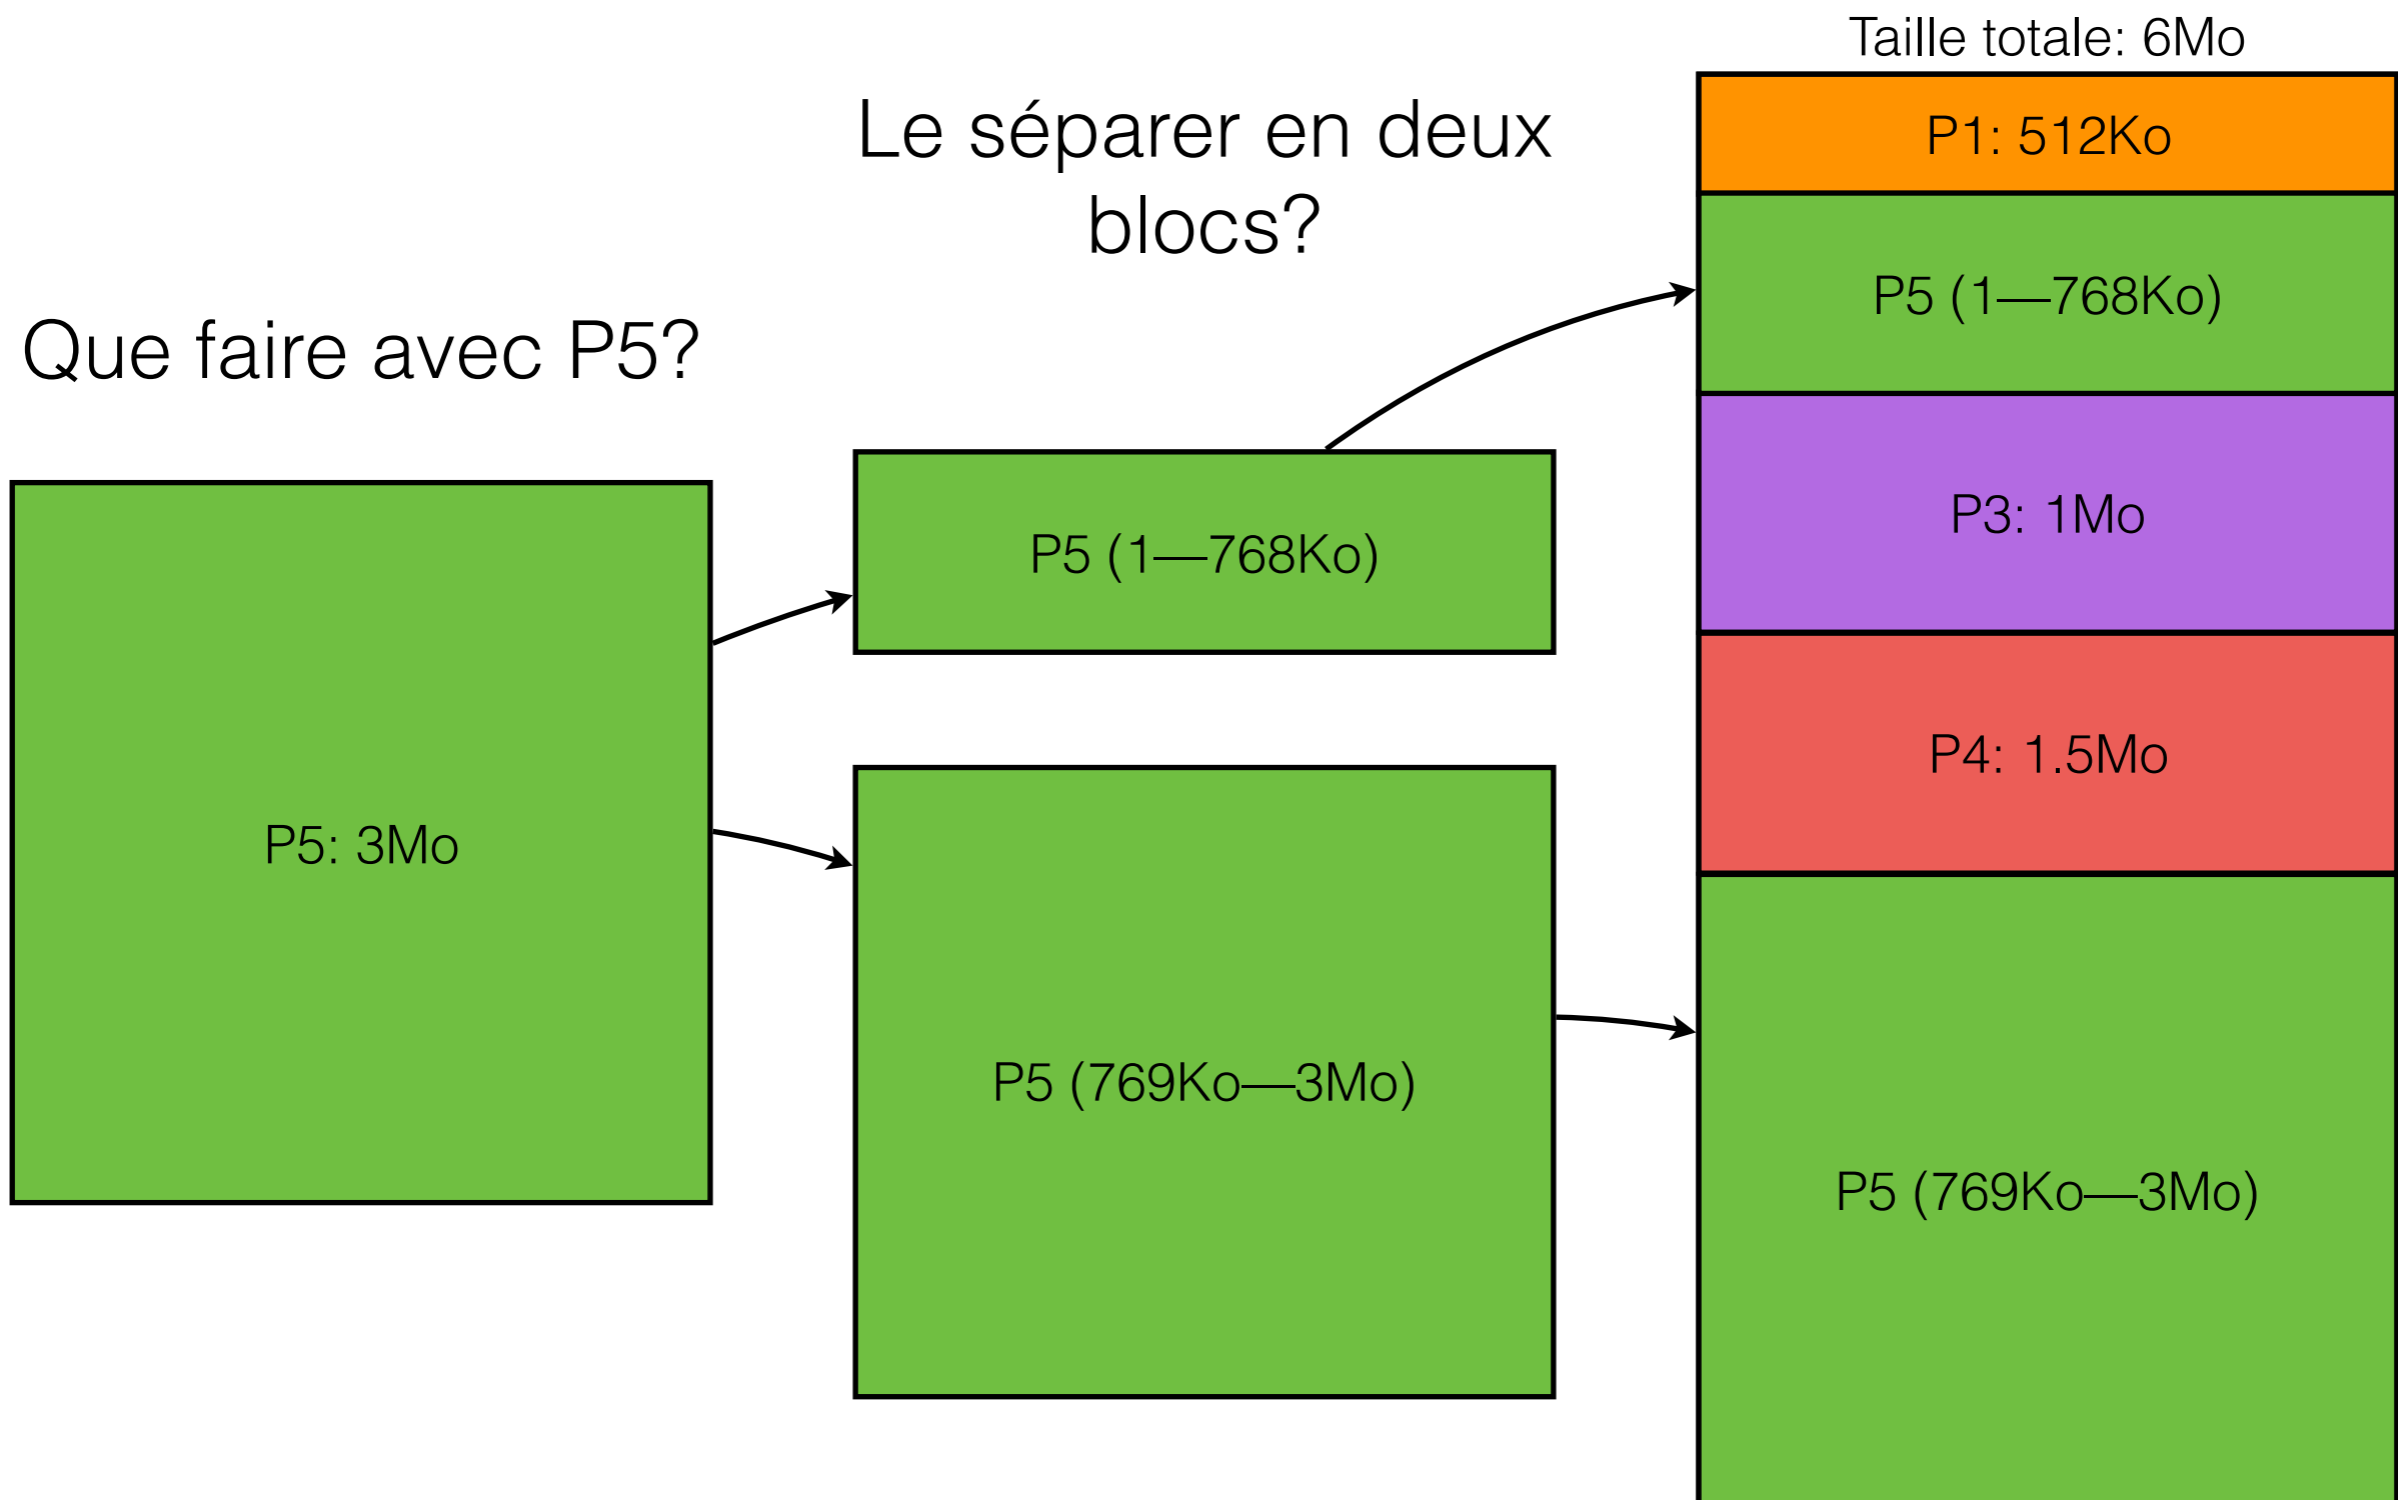 Taille totale: 6Mo
Le séparer en deux
blocs?
Que faire avec P5?
P5: 3Mo
P5 (1—768Ko)
P5 (769Ko—3Mo)
P1: 512Ko
P5 (1—768Ko)
P3: 1Mo
P4: 1.5Mo
P5 (769Ko—3Mo)